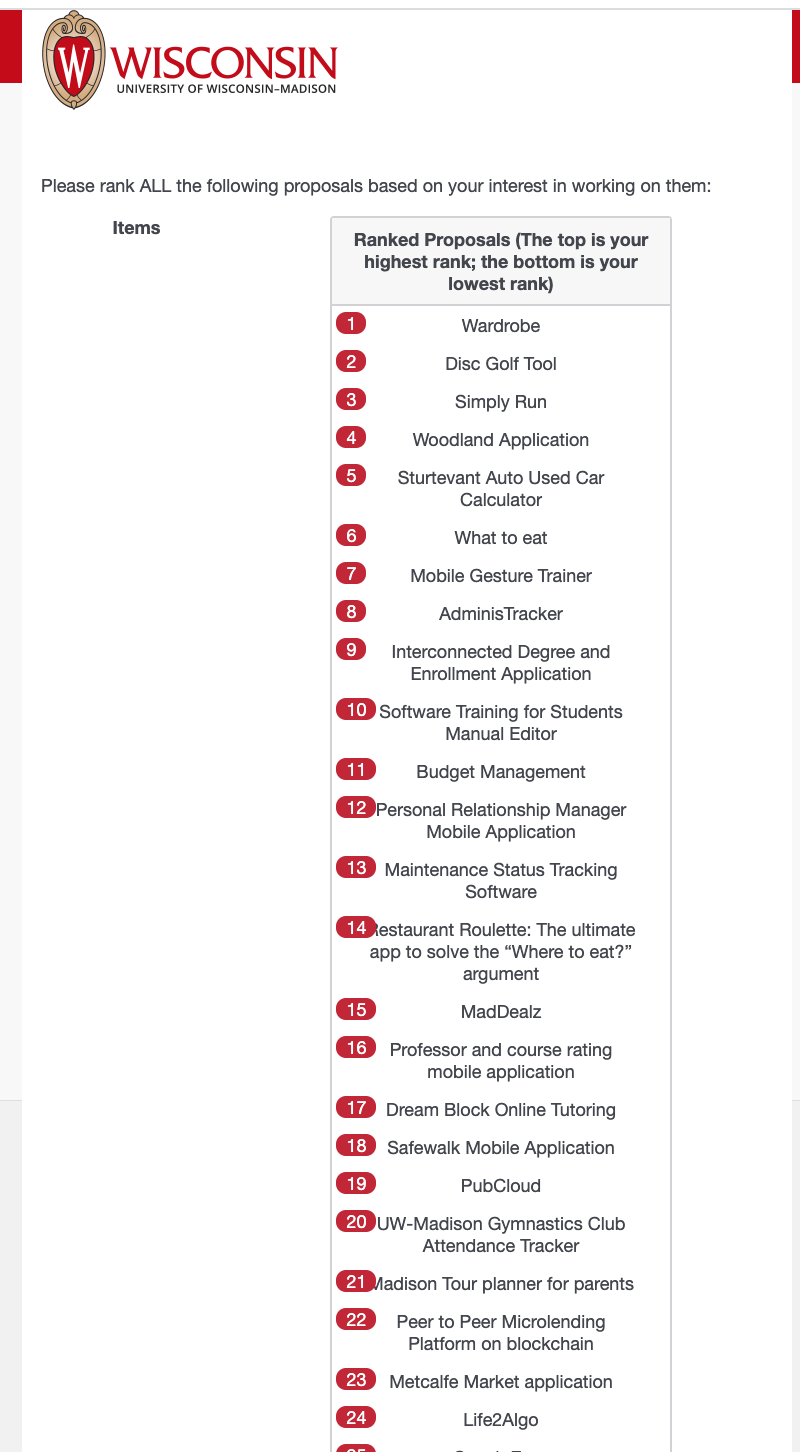 W
WISCONSIN
UNIVERSITY OF WISCONSIN–MADISON
Please rank ALL the following proposals based on your interest in working on them:
Items
Ranked Proposals (The top is your
highest rank; the bottom is your
lowest rank)
1 Wardrobe
2 Disc Golf Tool
3 Simply Run
4 Woodland Application
5 Sturtevant Auto Used Car
Calculator
6 What to eat
7 Mobile Gesture Trainer
8 AdminisTracker
9 Interconnected Degree and
Enrollment Application
10 Software Training for Students
Manual Editor
11 Budget Management
12 Personal Relationship Manager
Mobile Application
13 Maintenance Status Tracking
Software
14 Restaurant Roulette: The ultimate
app to solve the “Where to eat?”
argument
15 MadDealz
16 Professor and course rating
mobile application
17 Dream Block Online Tutoring
18 Safewalk Mobile Application
19 PubCloud
20 UW-Madison Gymnastics Club
Attendance Tracker
21 Madison Tour planner for parents
22 Peer to Peer Microlending
Platform on blockchain
23 Metcalfe Market application
24 Life2Algo